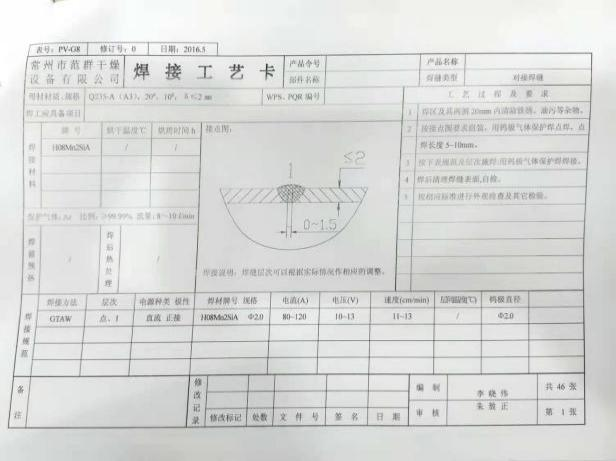 表号: PV-G8 修订号: 0 日期: 2016.5
常州市范群干燥设备有限公司 焊接工艺卡 产品令号 产品名称
部件名称 焊缝类型 对接焊缝
母材材质、规格 Q235-A (A3)、20#、10#、δ≤2㎜ WPS、PQR 编号 工艺过程及要求
焊工应具备项目
1 焊区及其两侧20mm内清除铁锈、油污等杂物。
焊接材料 牌号 烘干温度℃ 烘焙时间 h 接点图:
2 按接点图要求组装，用钨极气体保护焊点焊，点焊长度5~10mm。
H08Mn2SiA / /
3 按下表规范及层次施焊:用钨极气体保护焊焊接。
4 焊后清理焊缝表面,自检。
5 按相应标准进行外观检查及其它检验。
1
≤2
0~1.5
保护气体: Ar 比例: ≥99.99% 流量: 8~10 l/min
焊前预热 / 焊后热处理 /
焊接说明: 焊缝层次可以根据实际情况作相应的调整。
焊接规范 焊接方法 层次 电源种类 极性 焊材牌号 规格 电流(A) 电压(V) 速度(cm/min) 层间温度(℃) 钨极直径
GTAW 点、1 直流 正接 H08Mn2SiA Φ2.0 80~120 10~13 11~13 / Φ2.0
备注 修改记录 编制 李晓伟 共 46 张
修改标记 处数 文件号 签名 日期 审核 朱敖正 第 1 张